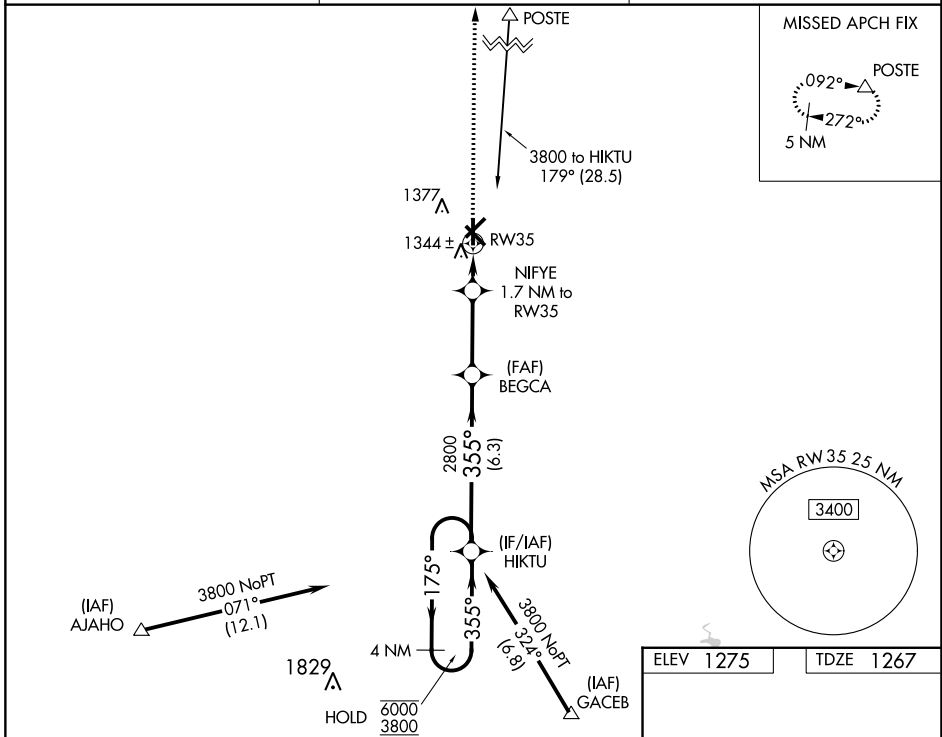 POSTE
MISSED APCH FIX
POSTE
092°
272°
5 NM
3800 to HIKTU
179° (28.5)
1377
1344 ±
RW35
NIFYE
1.7 NM to
RW35
(FAF)
BEGCA
2800
355°
(6.3)
MSA RW 35 25 NM
3400
(IF/IAF)
HIKTU
175°
355°
3800 NoPT
071°
(12.1)
(IAF)
AJAHO
3800 NoPT
324°
(6.8)
4 NM
1829
HOLD
6000
3800
(IAF)
GACEB
ELEV 1275
TDZE 1267